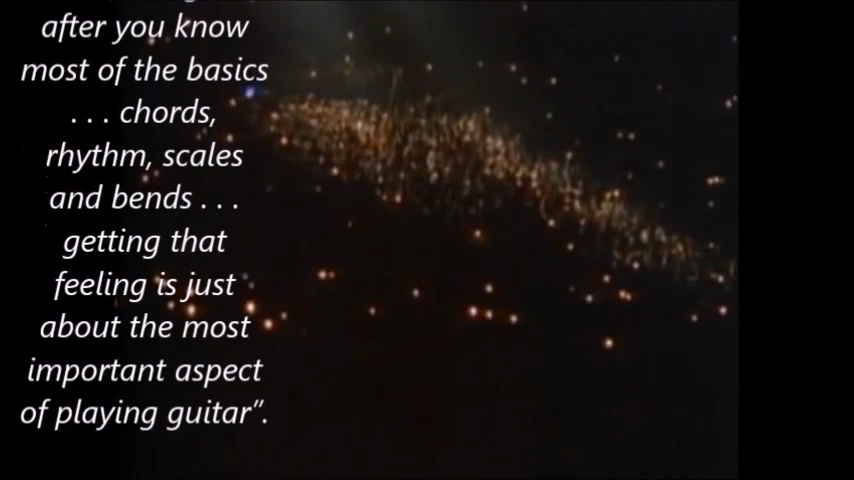 after you know
most of the basics
. . . chords,
rhythm, scales
and bends . . .
getting that
feeling is just
about the most
important aspect
of playing guitar”.